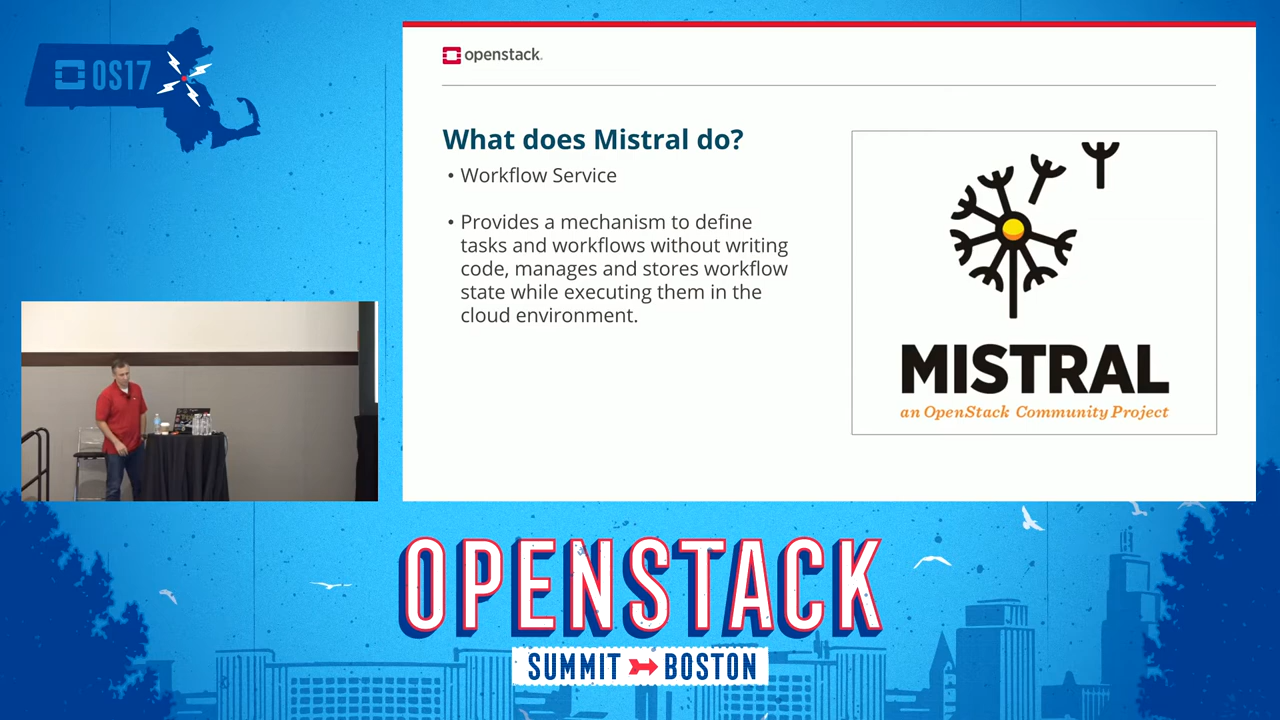 OS17
openstack.
What does Mistral do?
• Workflow Service
• Provides a mechanism to define
tasks and workflows without writing
code, manages and stores workflow
state while executing them in the
cloud environment.
MISTRAL
an OpenStack Community Project
OPENSTACK
SUMMIT BOSTON